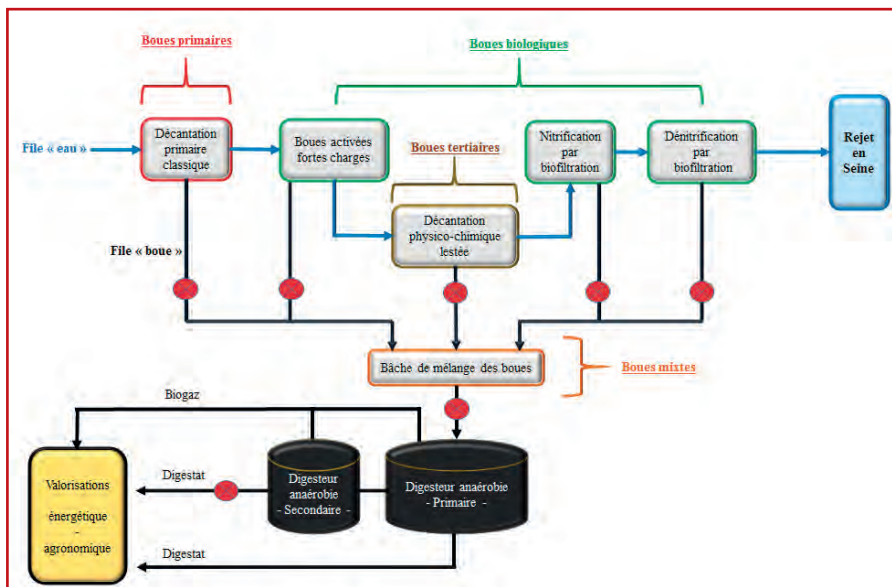 Boues primaires
Boues biologiques
File « eau »
Décantation
primaire
classique
Boues activées
fortes charges
Boues tertiaires
Nitrification
par
biofiltration
Dénitrification
par
biofiltration
Rejet
en
Seine
Décantation
physico-chimique
lestée
File « boue »
Bâche de mélange des boues
Boues mixtes
Biogaz
Valorisations
énergétique
-
agronomique
Digestat
Digesteur
anaérobie
- Secondaire -
Digesteur anaérobie
- Primaire -
Digestat